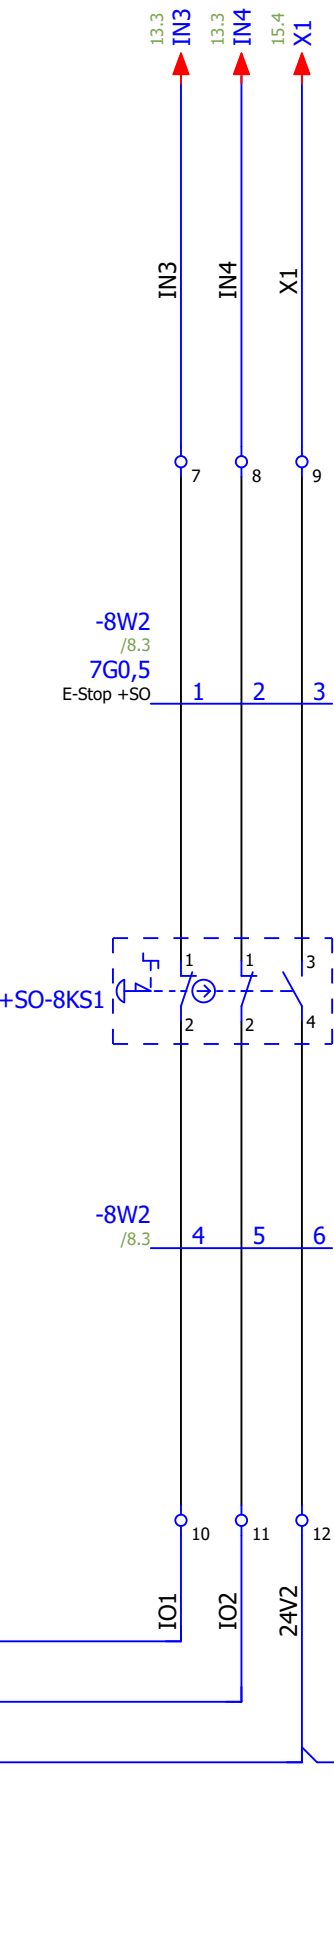 13.3 13.3 15.4
IN3 IN4 X1
IN3 IN4 X1
7 8 9
-8W2
/8.3
7G0,5
E-Stop +SO
1 2 3
1 1 3
+SO-8KS1
2 2 4
-8W2
/8.3
4 5 6
10 11 12
IO1 IO2 24V2